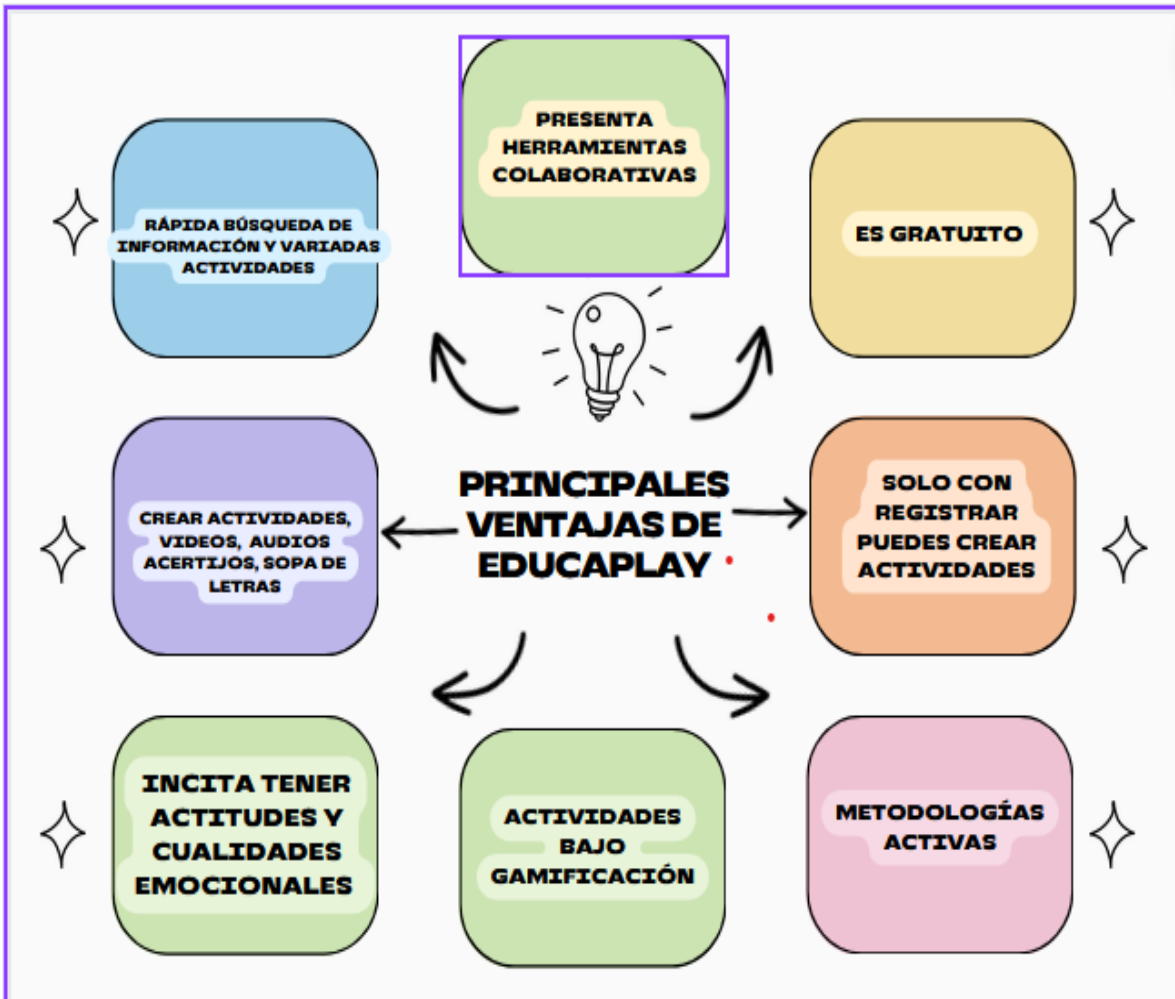 PRESENTA
HERRAMIENTAS
COLABORATIVAS
RÁPIDA BÚSQUEDA DE
INFORMACIÓN Y VARIADAS
ACTIVIDADES
ES GRATUITO
PRINCIPALES
VENTAJAS DE
EDUCAPLAY
CREAR ACTIVIDADES,
VIDEOS, AUDIOS
ACERTIJOS, SOPA DE
LETRAS
SOLO CON
REGISTRAR
PUEDES CREAR
ACTIVIDADES
INCITA TENER
ACTITUDES Y
CUALIDADES
EMOCIONALES
ACTIVIDADES
BAJO
GAMIFICACIÓN
METODOLOGÍAS
ACTIVAS